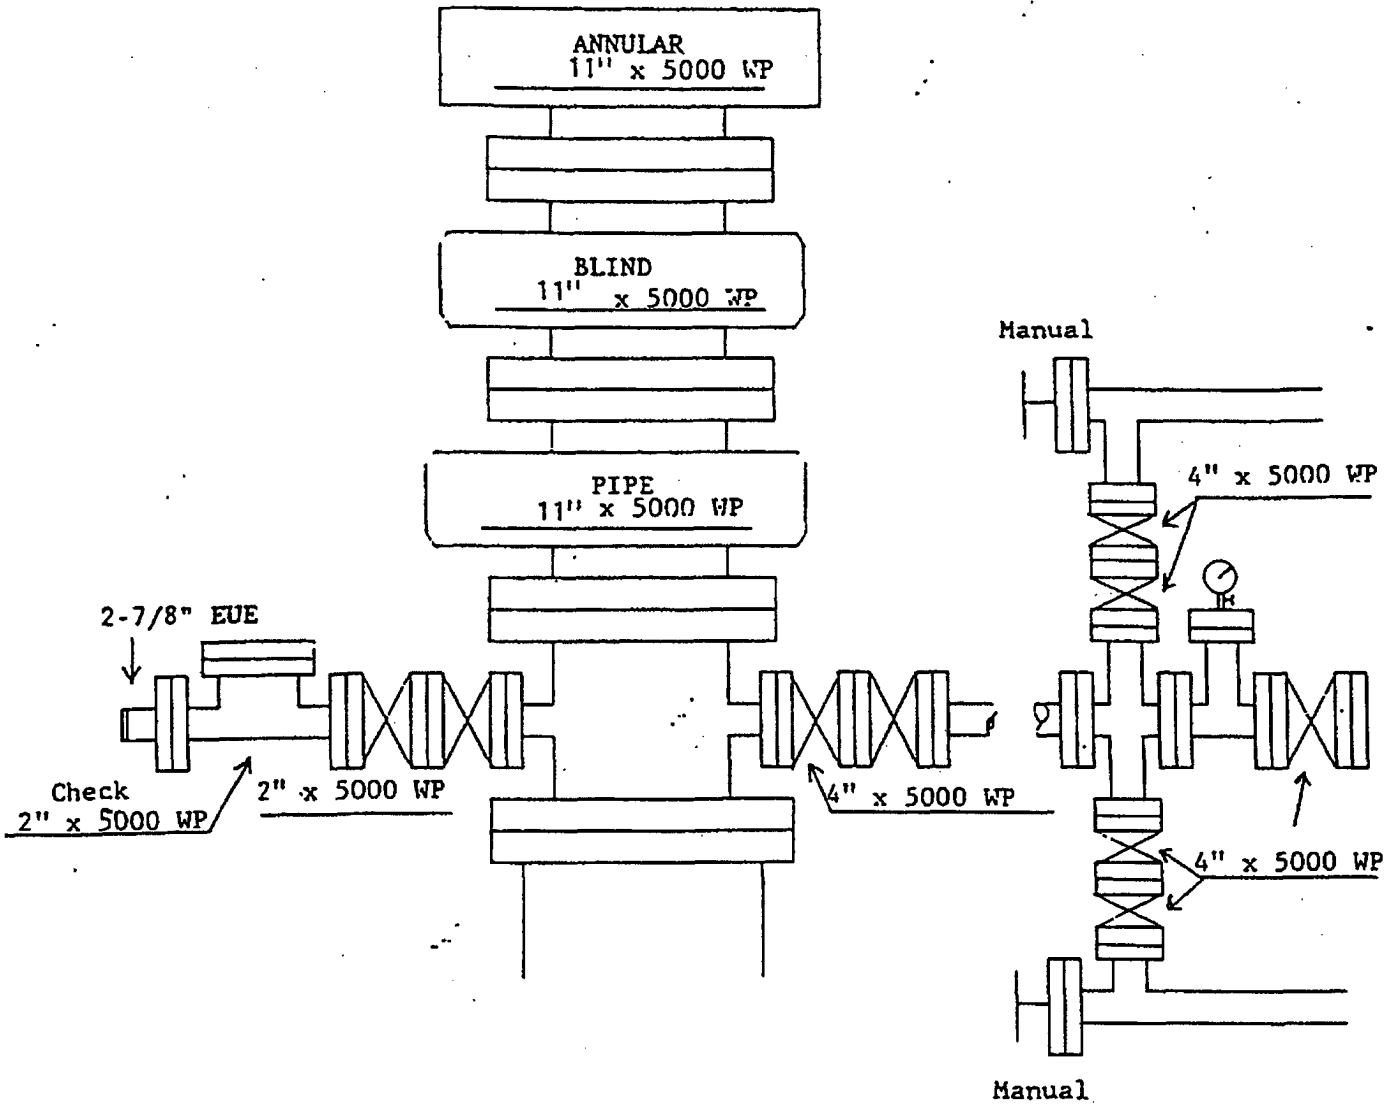 ANNULAR
11" x 5000 WP
BLIND
11" x 5000 WP
Manual
PIPE
11" x 5000 WP
4" x 5000 WP
2-7/8" EUE
Check
2" x 5000 WP
2" x 5000 WP
4" x 5000 WP
4" x 5000 WP
Manual